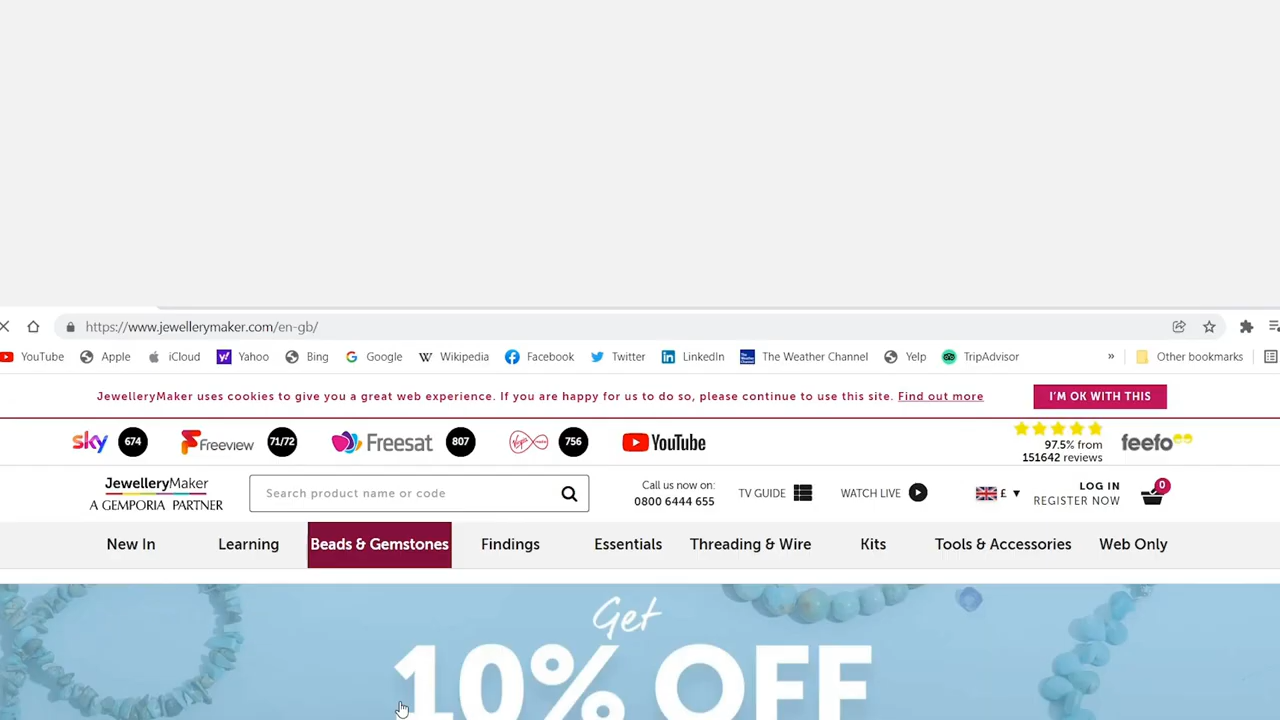 https://www.jewellerymaker.com/en-gb/
YouTube Apple iCloud Yahoo Bing Google Wikipedia Facebook Twitter LinkedIn The Weather Channel Yelp TripAdvisor » Other bookmarks
JewelleryMaker uses cookies to give you a great web experience. If you are happy for us to do so, please continue to use this site. Find out more I'M OK WITH THIS
sky 674 Freeview 71/72 Freesat 807 Virgin 756 YouTube 97.5% from feefo
151642 reviews
JewelleryMaker
A GEMPORIA PARTNER
Search product name or code
Call us now on:
0800 6444 655
TV GUIDE
WATCH LIVE
£ ▼
LOG IN
REGISTER NOW
0
New In Learning Beads & Gemstones Findings Essentials Threading & Wire Kits Tools & Accessories Web Only
Get
10% OFF